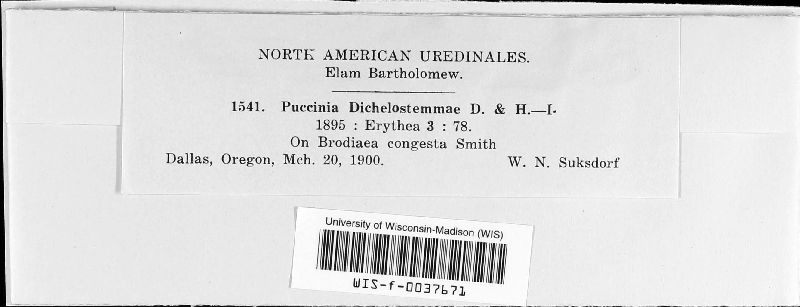 NORTH AMERICAN UREDINALES.
Elam Bartholomew.
1541. Puccinia Dichelostemmae D. & H.—I.
1895 : Erythea 3 : 78.
On Brodiaea congesta Smith
Dallas, Oregon, Mch. 20, 1900. W. N. Suksdorf
University of Wisconsin-Madison (WIS)
WIS-f-0037671